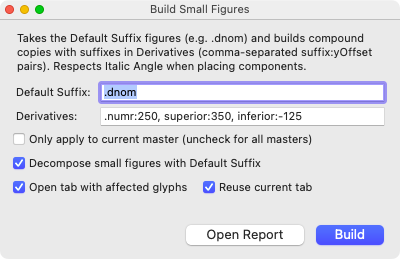 Build Small Figures
Takes the Default Suffix figures (e.g. .dnom) and builds compound
copies with suffixes in Derivatives (comma-separated suffix:yOffset
pairs). Respects Italic Angle when placing components.
Default Suffix: .dnom
Derivatives: .numr:250, superior:350, inferior:-125
Only apply to current master (uncheck for all masters)
Decompose small figures with Default Suffix
Open tab with affected glyphs Reuse current tab
Open Report Build